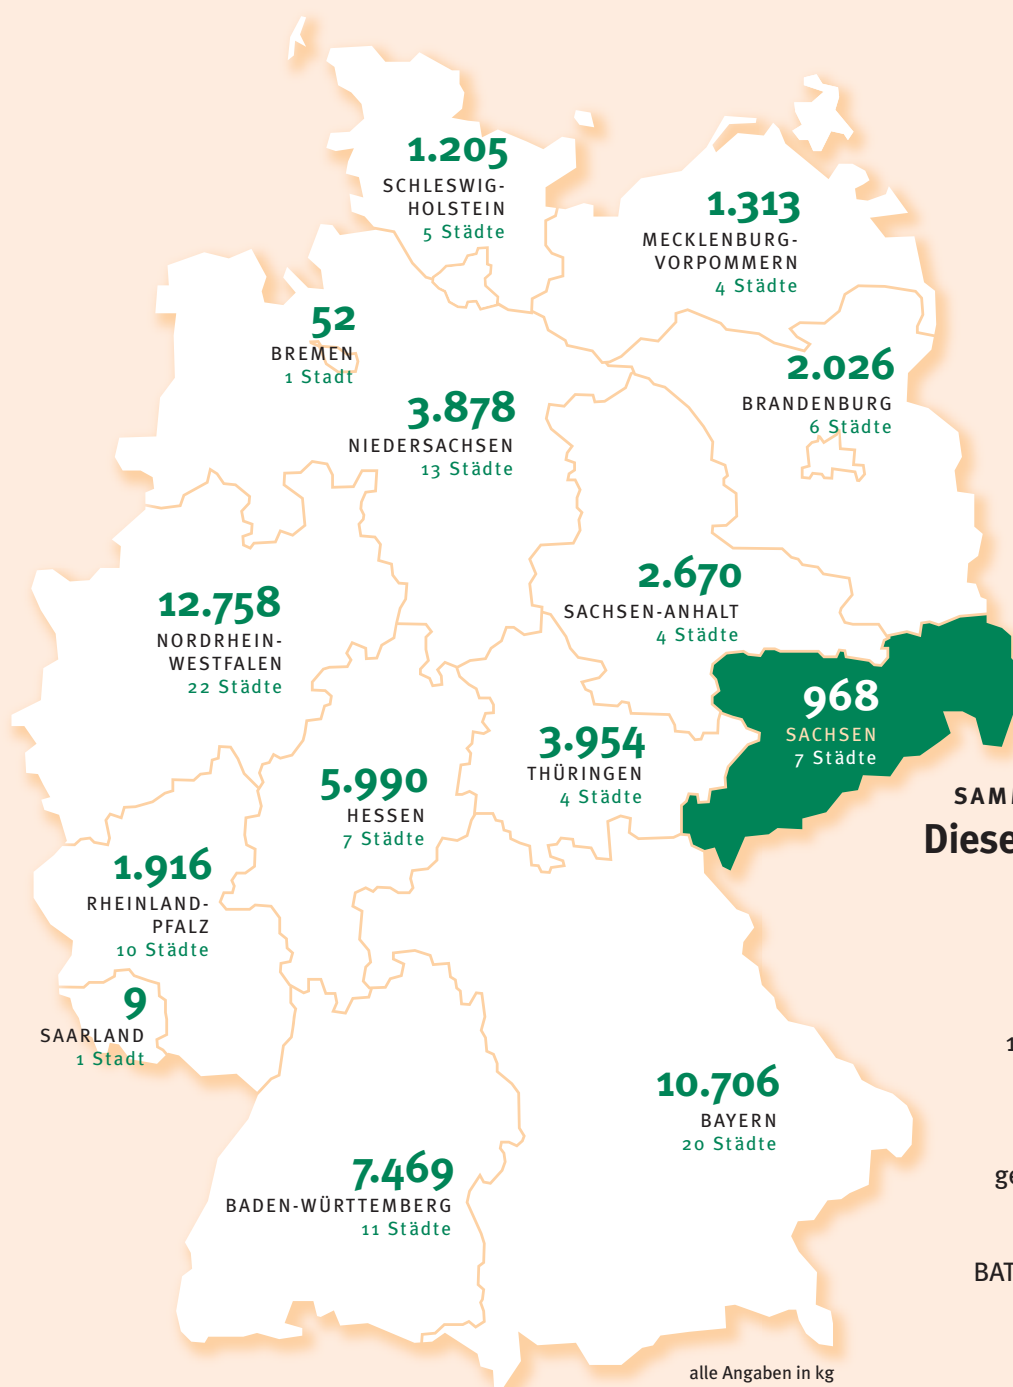 1.205
SCHLESWIG-
HOLSTEIN
5 Städte
1.313
MECKLENBURG-
VORPOMMERN
4 Städte
52
BREMEN
1 Stadt
2.026
BRANDENBURG
6 Städte
3.878
NIEDERSACHSEN
13 Städte
2.670
SACHSEN-ANHALT
4 Städte
12.758
NORDRHEIN-
WESTFALEN
22 Städte
968
SACHSEN
7 Städte
3.954
THÜRINGEN
4 Städte
5.990
HESSEN
7 Städte
1.916
RHEINLAND-
PFALZ
10 Städte
9
SAARLAND
1 Stadt
10.706
BAYERN
20 Städte
7.469
BADEN-WÜRTTEMBERG
11 Städte
Diese
ge
BAT
alle Angaben in kg